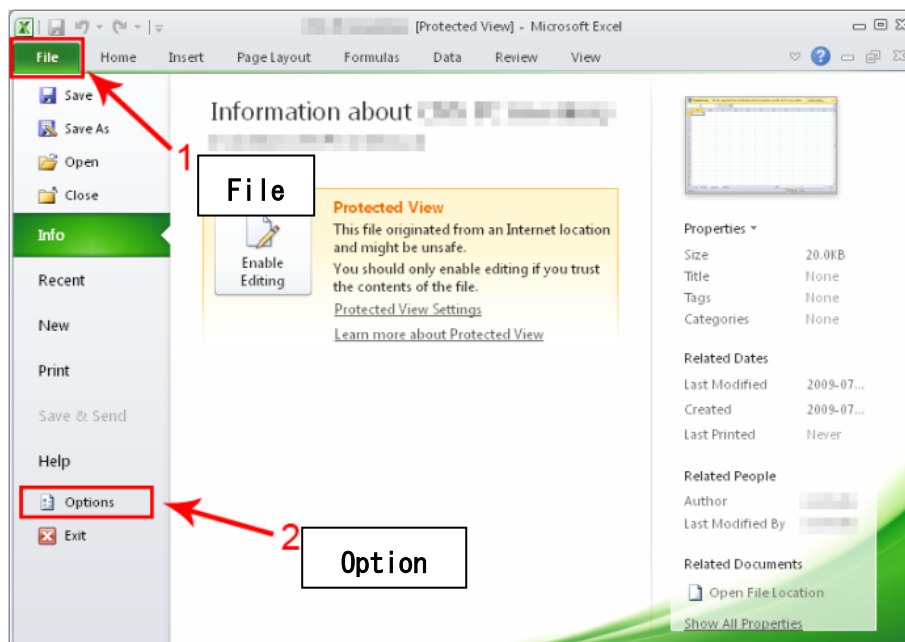 [Protected View] - Microsoft Excel
File Home Insert Page Layout Formulas Data Review View
Save
Save As
Open
Close
Info
Recent
New
Print
Save & Send
Help
Options
Exit
1
File
2
Option
Information about
Enable
Editing
Protected View
This file originated from an Internet location
and might be unsafe.
You should only enable editing if you trust
the contents of the file.
Protected View Settings
Learn more about Protected View
Properties
Size 20.0KB
Title None
Tags None
Categories None
Related Dates
Last Modified 2009-07...
Created 2009-07...
Last Printed Never
Related People
Author
Last Modified By
Related Documents
Open File Location
Show All Properties